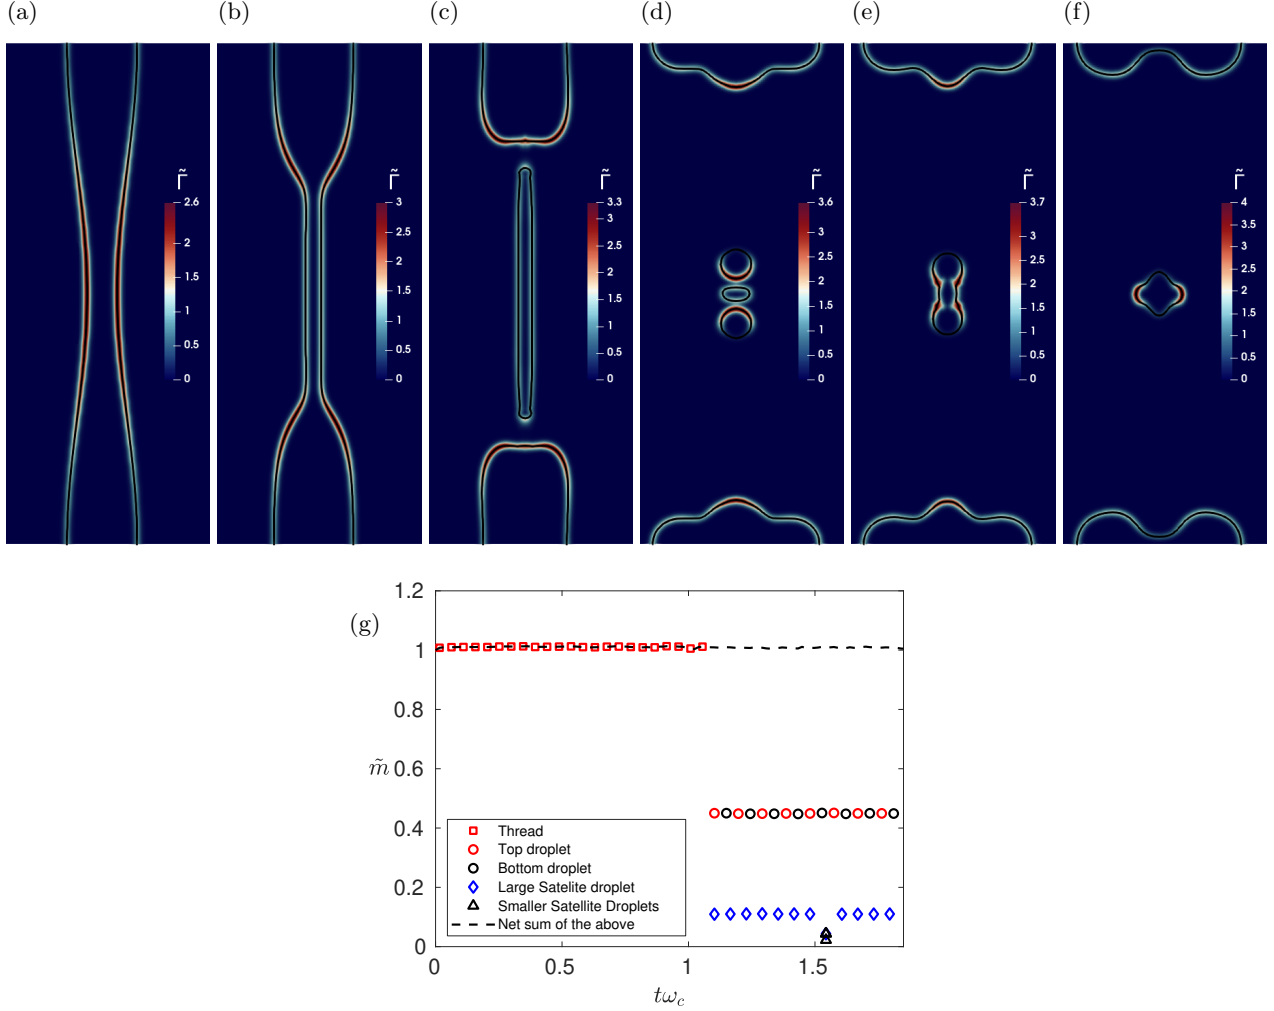 (a) (b) (c) (d) (e) (f)
Γ̃ Γ̃ Γ̃ Γ̃ Γ̃ Γ̃
2.6 3 3.3 3.6 3.7 4
2 2.5 3 3 3 3.5
1.5 2 2.5 2.5 2.5 3
1 1.5 2 2 2 2.5
0.5 1 1.5 1.5 1.5 2
0 0.5 1 1 1 1.5
0 0.5 0.5 0.5 1
0 0 0 0.5
0
(g)
1.2
1
0.8
0.6
m̃
0.4
0.2
0
Thread
Top droplet
Bottom droplet
Large Satelite droplet
Smaller Satellite Droplets
Net sum of the above
0 0.5 1 1.5
tω_c